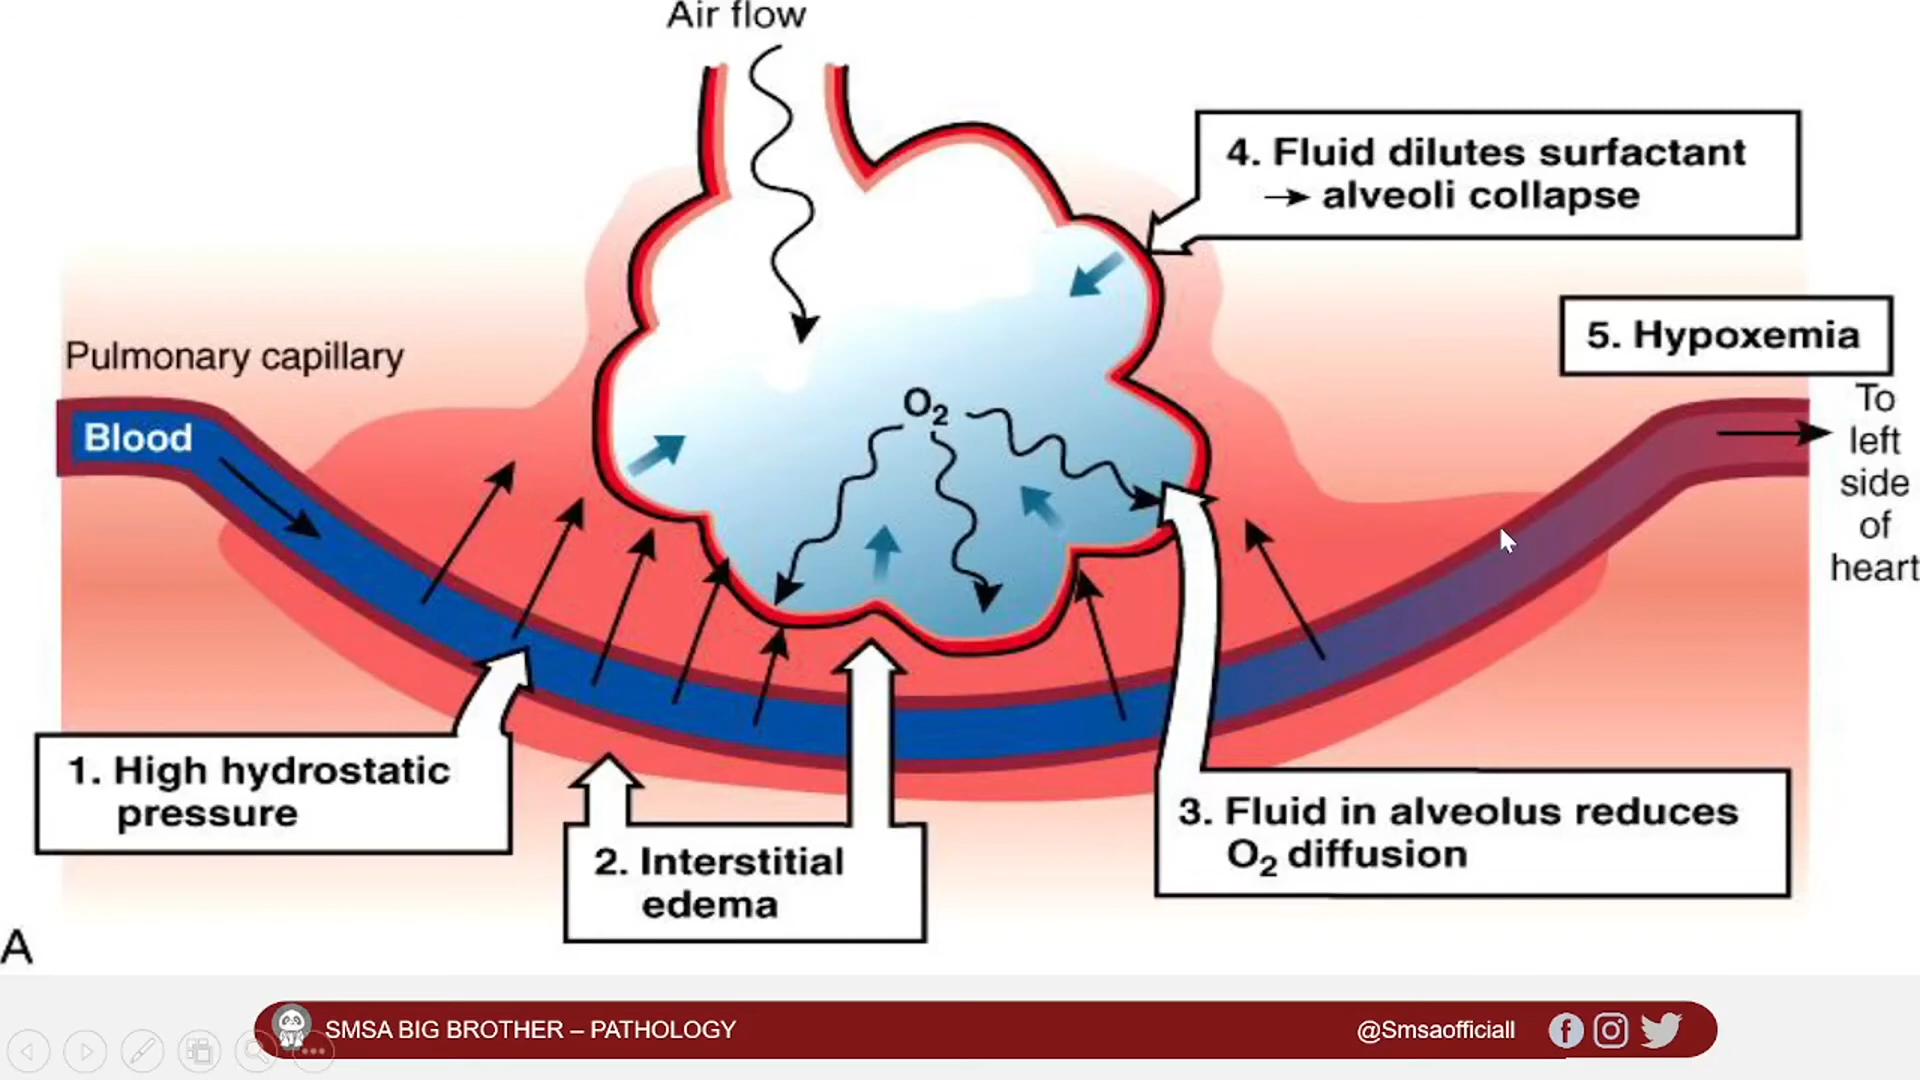 Air flow
4. Fluid dilutes surfactant
→ alveoli collapse
5. Hypoxemia
Pulmonary capillary
To
left
side
of
heart
Blood
O₂
1. High hydrostatic
pressure
2. Interstitial
edema
3. Fluid in alveolus reduces
O₂ diffusion
A
SMSA BIG BROTHER – PATHOLOGY
@Smsaofficiall